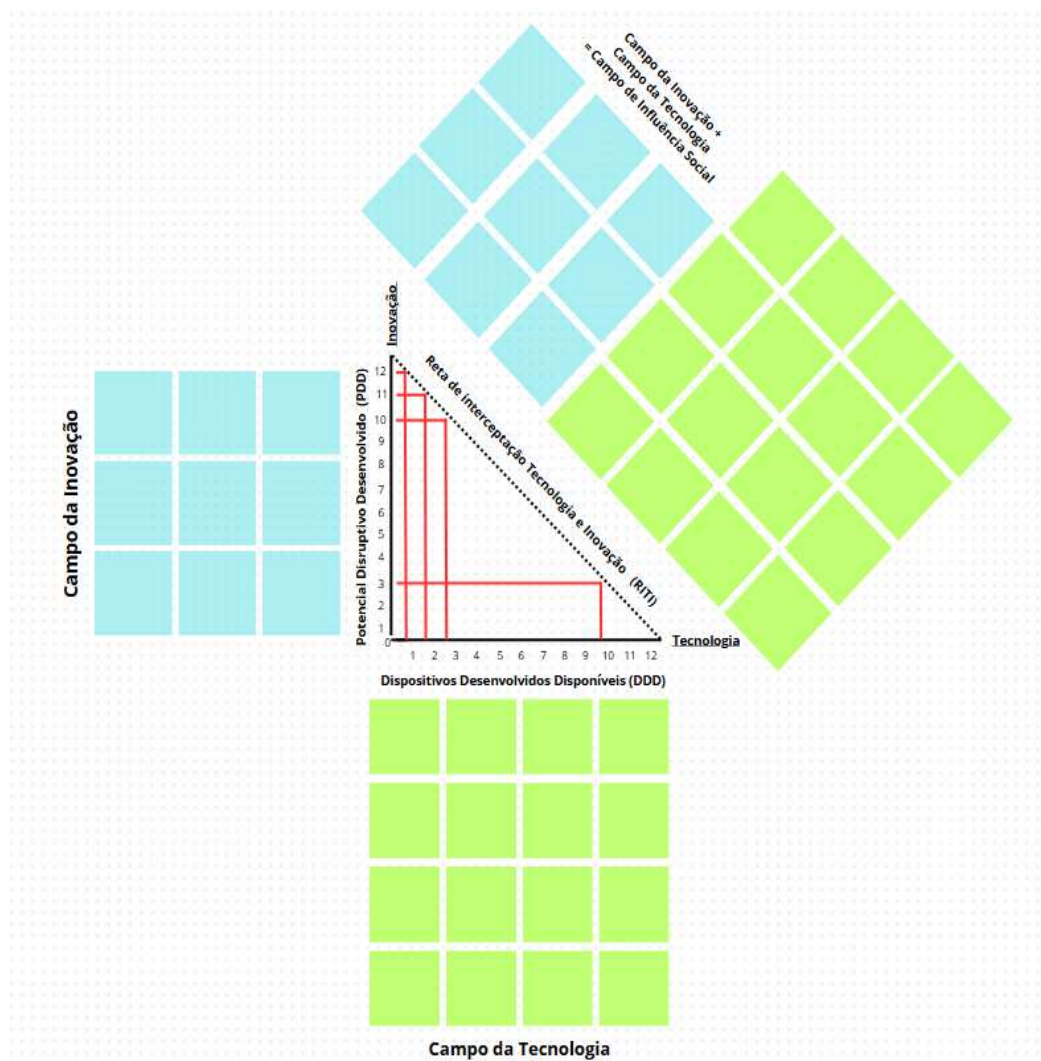 Campo da Inovação +
Campo da Tecnologia
= Campo de Influência Social
Inovação
Campo da Inovação
Potencial Disruptivo Desenvolvido (PDD)
12
11
10
9
8
7
6
5
4
3
2
1
0
Reta de interceptação Tecnologia e Inovação (RITI)
Tecnologia
1 2 3 4 5 6 7 8 9 10 11 12
Dispositivos Desenvolvidos Disponíveis (DDD)
Campo da Tecnologia